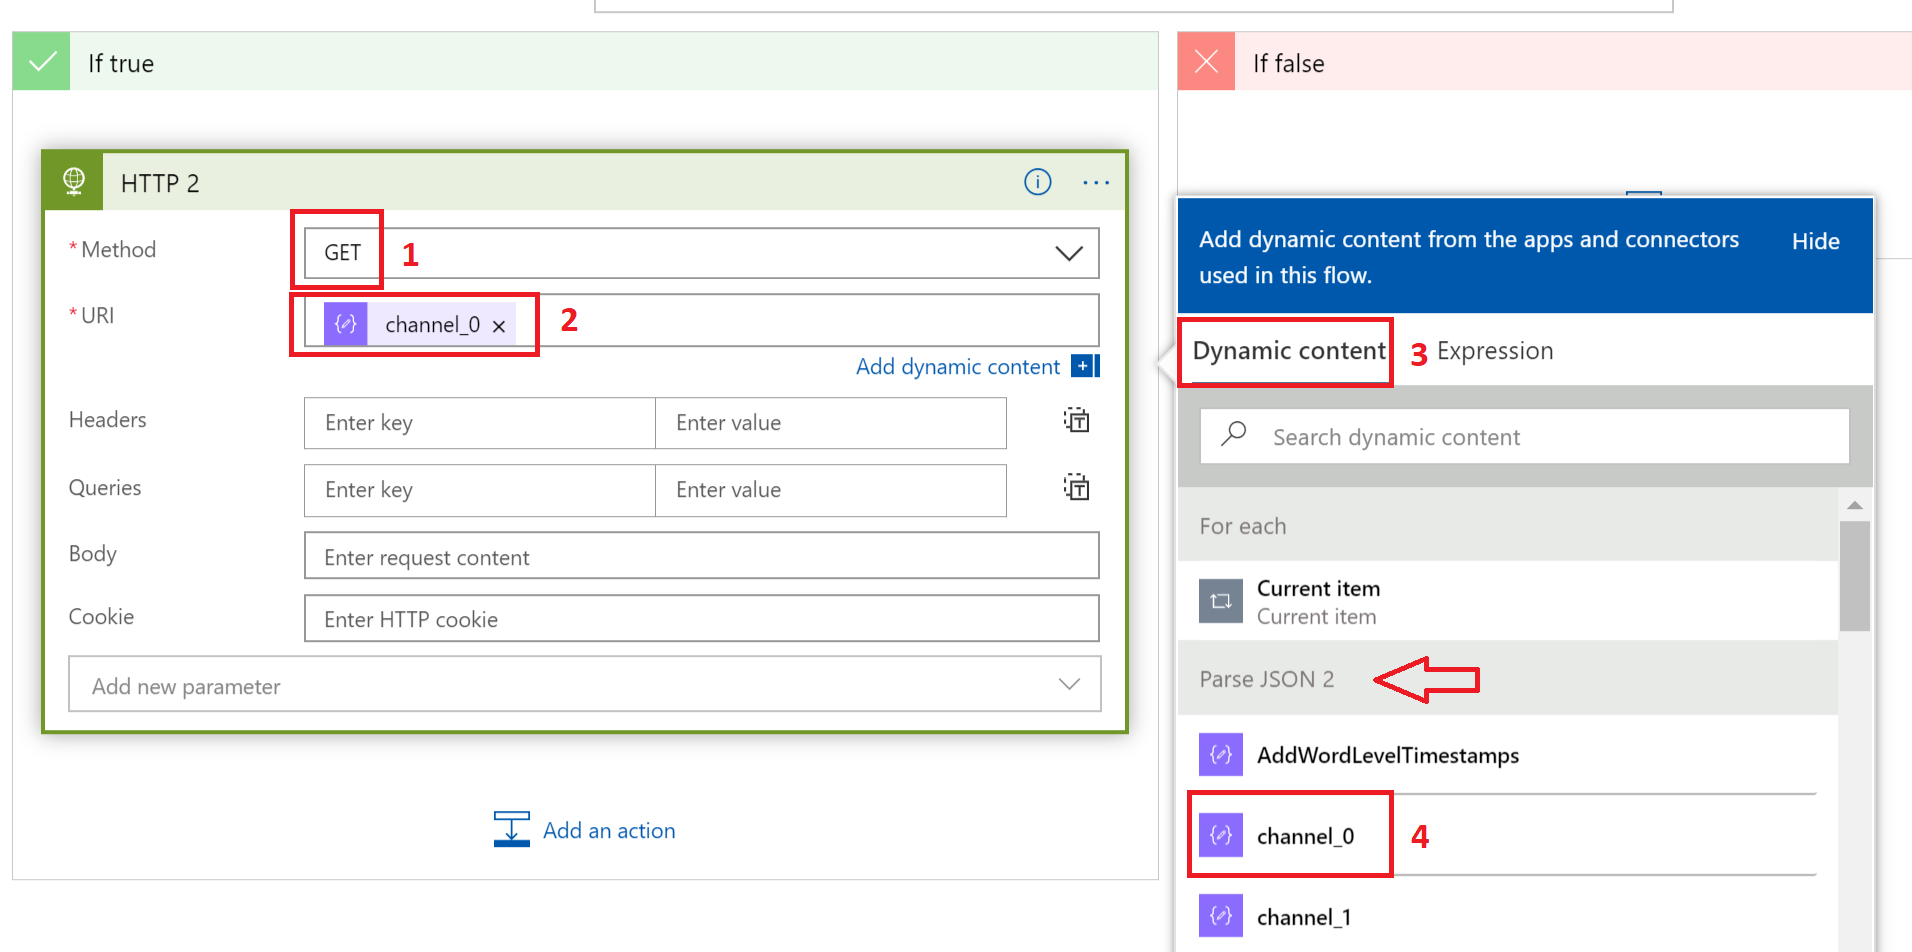 If true
If false
HTTP 2
* Method
GET
1
* URI
channel_0 ×
2
Add dynamic content
Headers
Enter key
Enter value
Queries
Enter key
Enter value
Body
Enter request content
Cookie
Enter HTTP cookie
Add new parameter
Add an action
Add dynamic content from the apps and connectors
used in this flow.
Hide
Dynamic content
3
Expression
Search dynamic content
For each
Current item
Current item
Parse JSON 2
AddWordLevelTimestamps
channel_0
4
channel_1